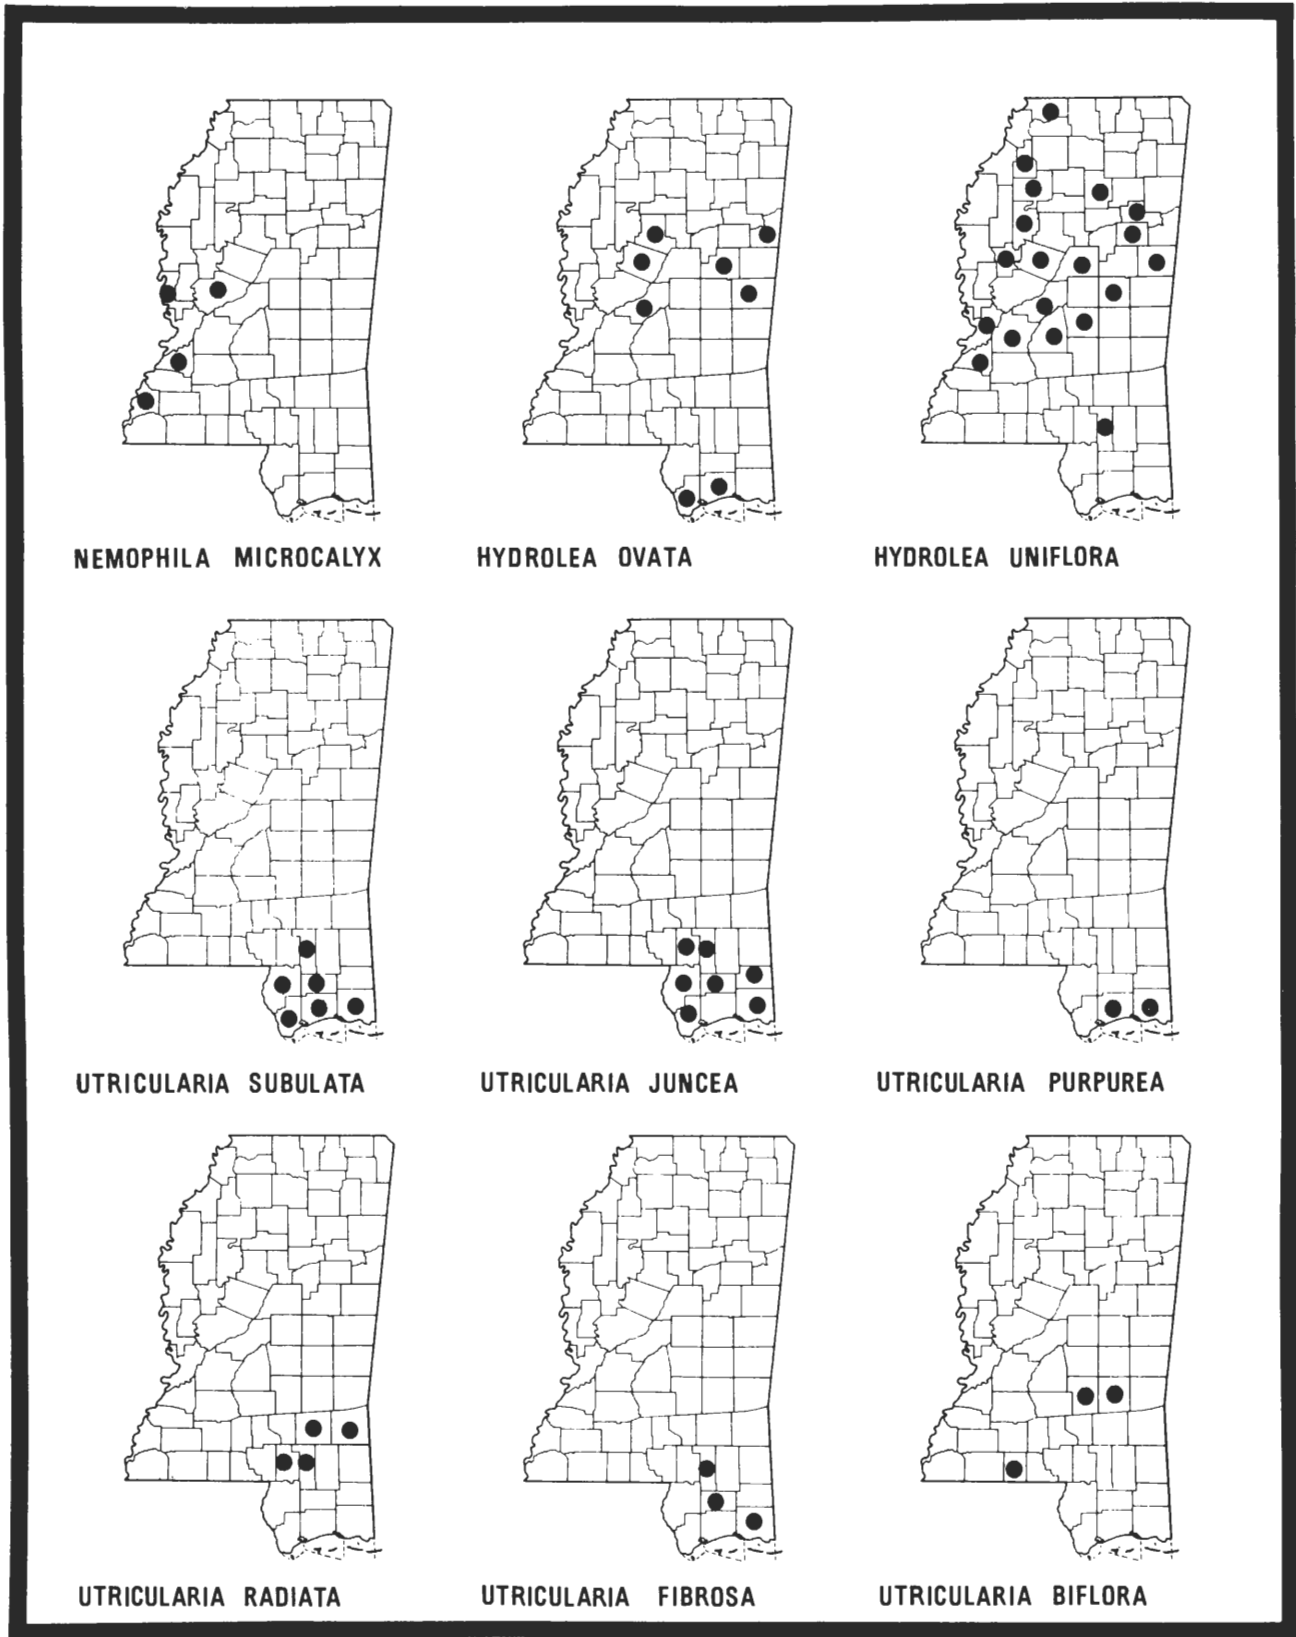 NEMOPHILA MICROCALYX
HYDROLEA OVATA
HYDROLEA UNIFLORA
UTRICULARIA SUBULATA
UTRICULARIA JUNCEA
UTRICULARIA PURPUREA
UTRICULARIA RADIATA
UTRICULARIA FIBROSA
UTRICULARIA BIFLORA